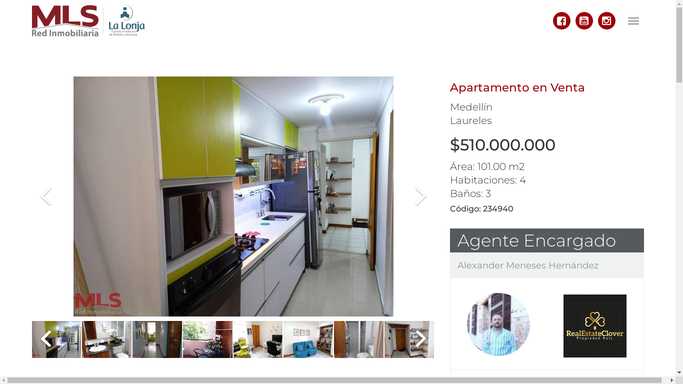 MLS
Red Inmobiliaria
La Lonja
Apartamento en Venta
Medellín
Laureles
$510.000.000
Área: 101.00 m2
Habitaciones: 4
Baños: 3
Código: 234940
Agente Encargado
Alexander Meneses Hernández
MLS
RealEstateClover
Propiedad Raíz